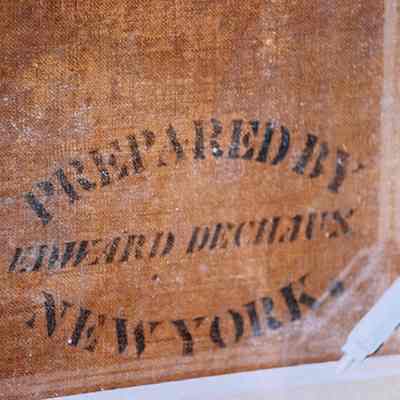 PREPARED BY
EDWARD DECHAUX
NEW YORK.